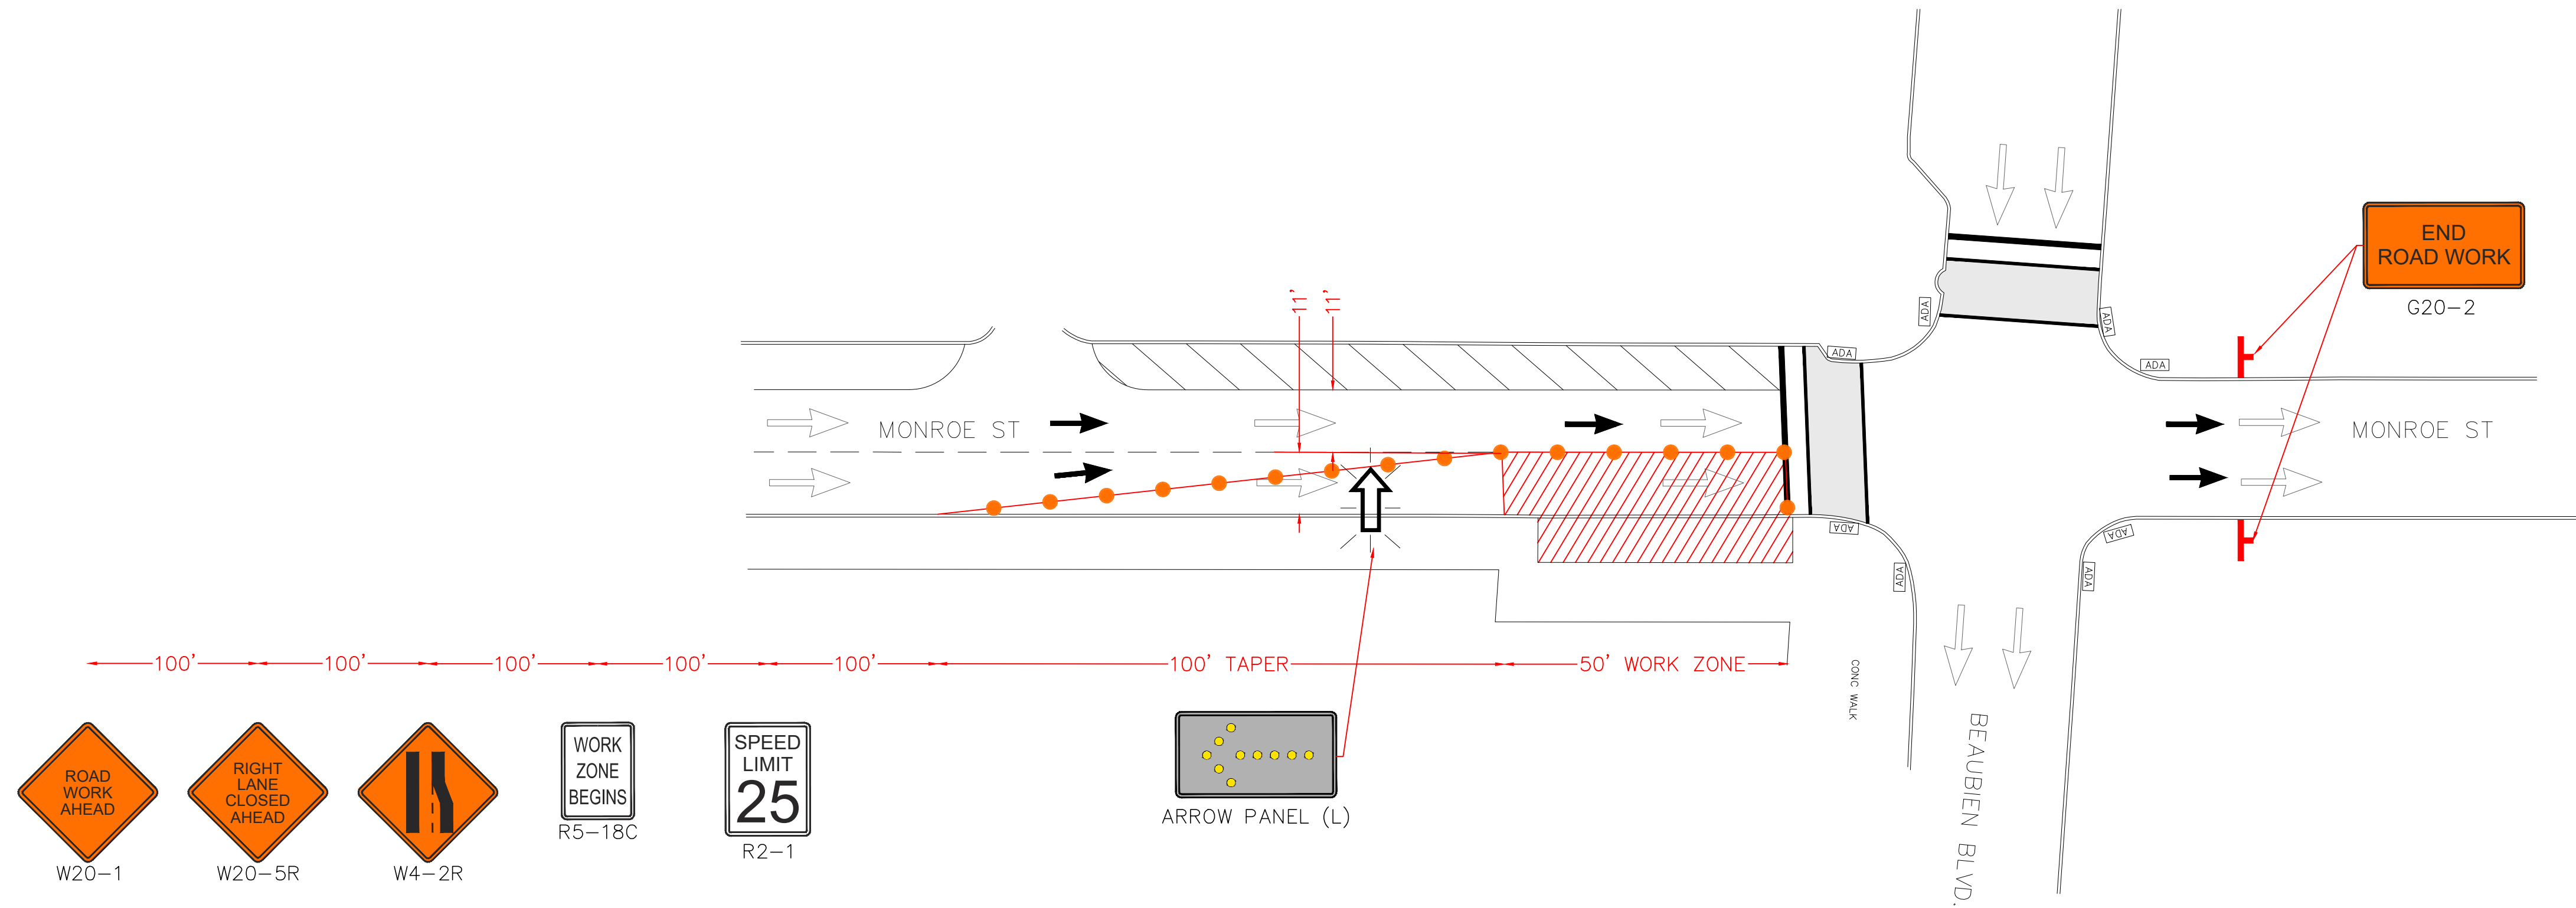 END
ROAD WORK
G20-2
ADA
ADA
ADA
ADA
11'
11'
MONROE ST
MONROE ST
ADA
ADA
ADA
ADA
100'
100'
100'
100'
100'
100' TAPER
50' WORK ZONE
CONC WALK
BEAUBIEN BLVD.
ROAD
WORK
AHEAD
W20-1
RIGHT
LANE
CLOSED
AHEAD
W20-5R
W4-2R
WORK
ZONE
BEGINS
R5-18C
SPEED
LIMIT
25
R2-1
ARROW PANEL (L)